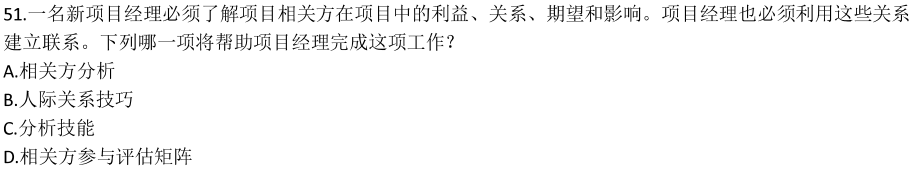 51.一名新项目经理必须了解项目相关方在项目中的利益、关系、期望和影响。项目经理也必须利用这些关系
建立联系。下列哪一项将帮助项目经理完成这项工作？
A.相关方分析
B.人际关系技巧
C.分析技能
D.相关方参与评估矩阵